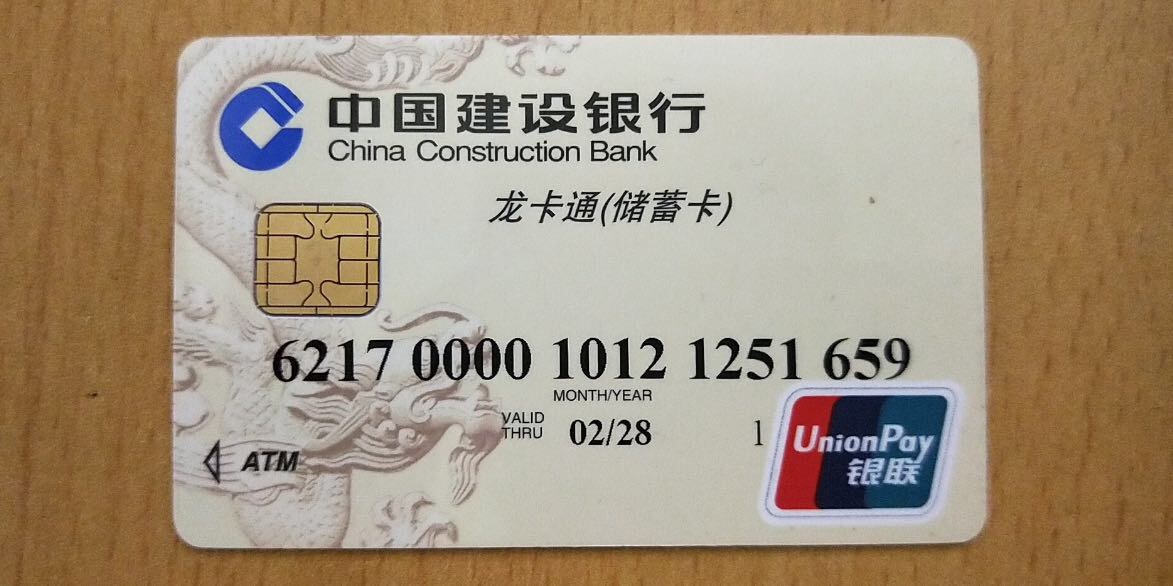 中国建设银行
China Construction Bank
龙卡通(储蓄卡)
6217 0000 1012 1251 659
MONTH/YEAR
VALID THRU 02/28 1
ATM
UnionPay
银联